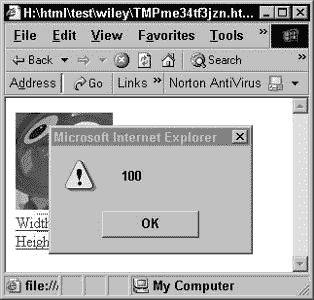 H:\html\test\wiley\TMPme34tf3jzn.ht...
File Edit View Favorites Tools »
Back » Search
Address Go Links » Norton AntiVirus
Microsoft Internet Explorer
100
OK
Width
Heigh
file:// My Computer